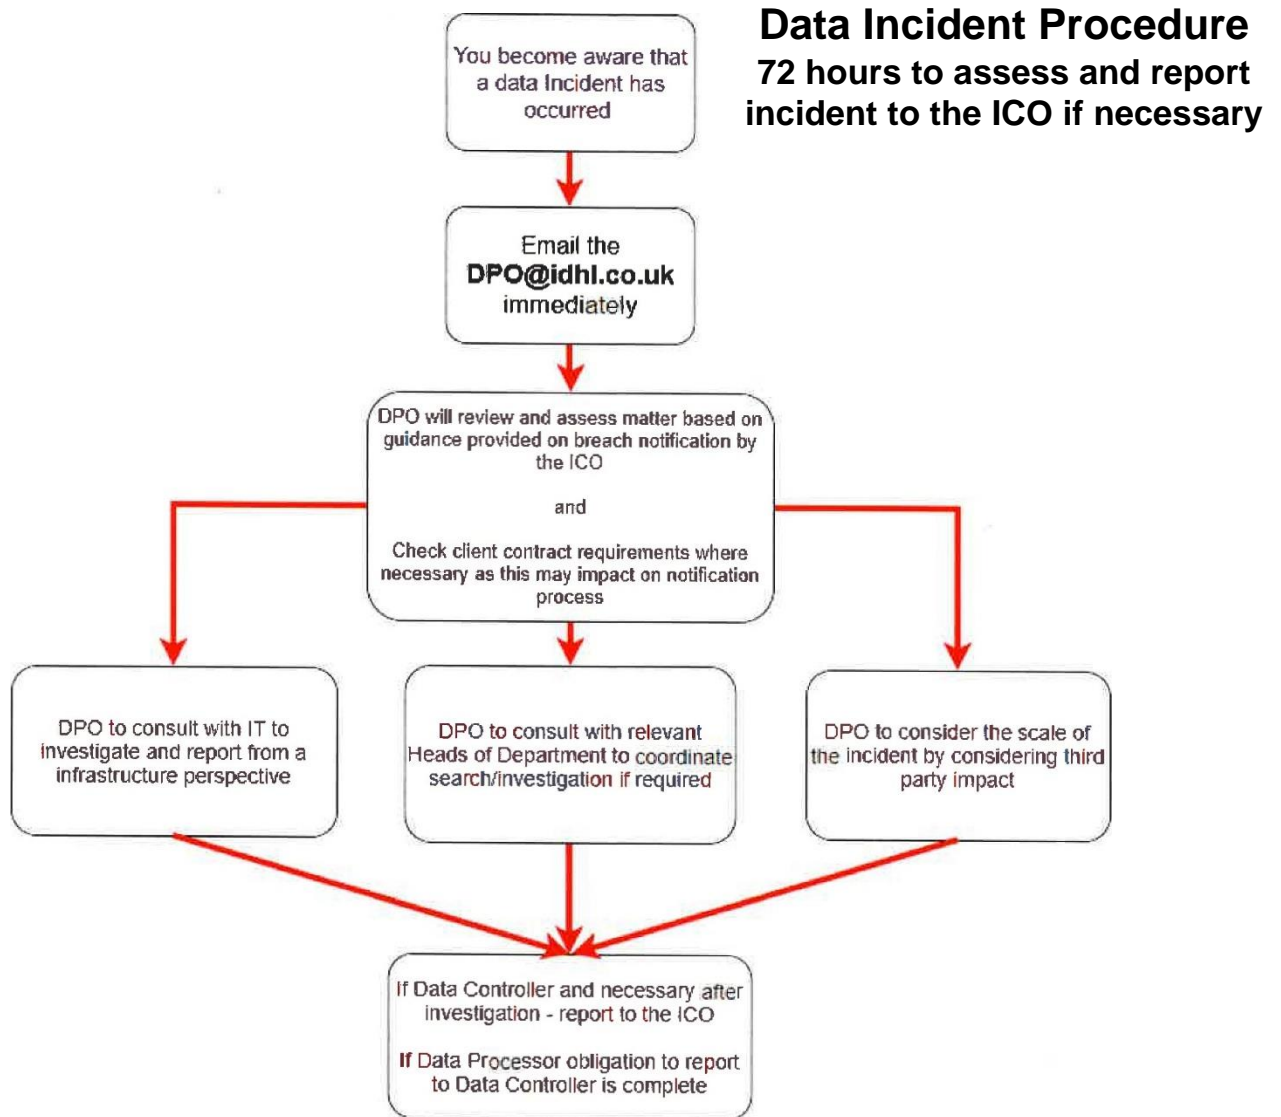 Data Incident Procedure
72 hours to assess and report
incident to the ICO if necessary
You become aware that
a data Incident has
occurred
Email the
DPO@idhl.co.uk
immediately
DPO will review and assess matter based on
guidance provided on breach notification by
the ICO
and
Check client contract requirements where
necessary as this may impact on notification
process
DPO to consult with IT to
investigate and report from a
infrastructure perspective
DPO to consult with relevant
Heads of Department to coordinate
search/investigation if required
DPO to consider the scale of
the incident by considering third
party impact
If Data Controller and necessary after
investigation - report to the ICO
If Data Processor obligation to report
to Data Controller is complete